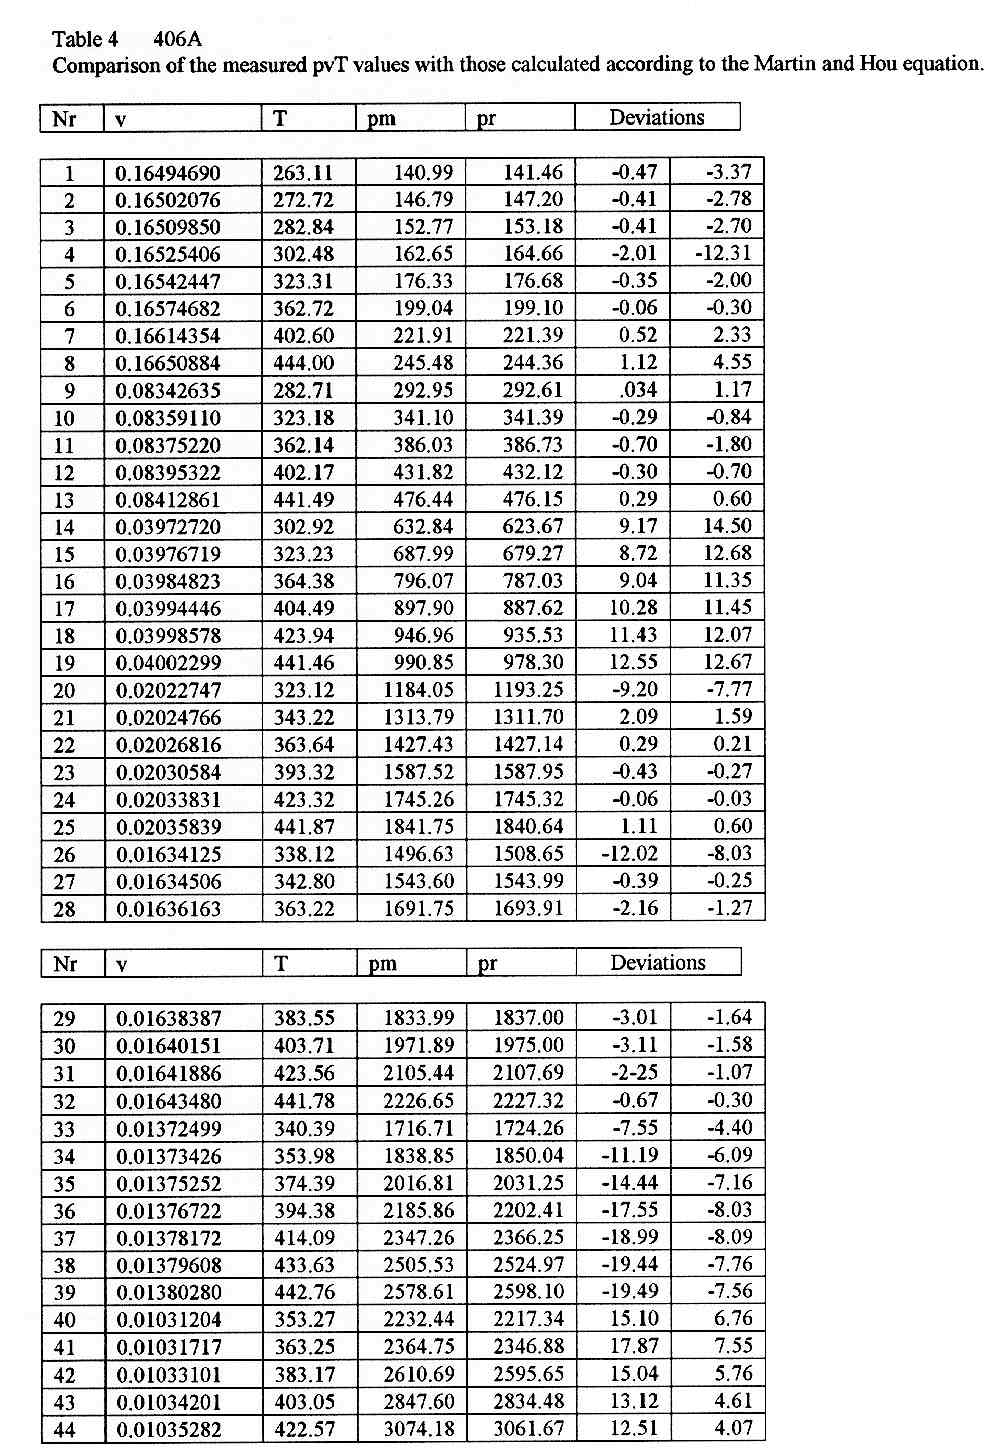 Table 4 406A
Comparison of the measured pvT values with those calculated according to the Martin and Hou equation.
Nr v T pm pr Deviations
1 0.16494690 263.11 140.99 141.46 -0.47 -3.37
2 0.16502076 272.72 146.79 147.20 -0.41 -2.78
3 0.16509850 282.84 152.77 153.18 -0.41 -2.70
4 0.16525406 302.48 162.65 164.66 -2.01 -12.31
5 0.16542447 323.31 176.33 176.68 -0.35 -2.00
6 0.16574682 362.72 199.04 199.10 -0.06 -0.30
7 0.16614354 402.60 221.91 221.39 0.52 2.33
8 0.16650884 444.00 245.48 244.36 1.12 4.55
9 0.08342635 282.71 292.95 292.61 .034 1.17
10 0.08359110 323.18 341.10 341.39 -0.29 -0.84
11 0.08375220 362.14 386.03 386.73 -0.70 -1.80
12 0.08395322 402.17 431.82 432.12 -0.30 -0.70
13 0.08412861 441.49 476.44 476.15 0.29 0.60
14 0.03972720 302.92 632.84 623.67 9.17 14.50
15 0.03976719 323.23 687.99 679.27 8.72 12.68
16 0.03984823 364.38 796.07 787.03 9.04 11.35
17 0.03994446 404.49 897.90 887.62 10.28 11.45
18 0.03998578 423.94 946.96 935.53 11.43 12.07
19 0.04002299 441.46 990.85 978.30 12.55 12.67
20 0.02022747 323.12 1184.05 1193.25 -9.20 -7.77
21 0.02024766 343.22 1313.79 1311.70 2.09 1.59
22 0.02026816 363.64 1427.43 1427.14 0.29 0.21
23 0.02030584 393.32 1587.52 1587.95 -0.43 -0.27
24 0.02033831 423.32 1745.26 1745.32 -0.06 -0.03
25 0.02035839 441.87 1841.75 1840.64 1.11 0.60
26 0.01634125 338.12 1496.63 1508.65 -12.02 -8.03
27 0.01634506 342.80 1543.60 1543.99 -0.39 -0.25
28 0.01636163 363.22 1691.75 1693.91 -2.16 -1.27
Nr v T pm pr Deviations
29 0.01638387 383.55 1833.99 1837.00 -3.01 -1.64
30 0.01640151 403.71 1971.89 1975.00 -3.11 -1.58
31 0.01641886 423.56 2105.44 2107.69 -2-25 -1.07
32 0.01643480 441.78 2226.65 2227.32 -0.67 -0.30
33 0.01372499 340.39 1716.71 1724.26 -7.55 -4.40
34 0.01373426 353.98 1838.85 1850.04 -11.19 -6.09
35 0.01375252 374.39 2016.81 2031.25 -14.44 -7.16
36 0.01376722 394.38 2185.86 2202.41 -17.55 -8.03
37 0.01378172 414.09 2347.26 2366.25 -18.99 -8.09
38 0.01379608 433.63 2505.53 2524.97 -19.44 -7.76
39 0.01380280 442.76 2578.61 2598.10 -19.49 -7.56
40 0.01031204 353.27 2232.44 2217.34 15.10 6.76
41 0.01031717 363.25 2364.75 2346.88 17.87 7.55
42 0.01033101 383.17 2610.69 2595.65 15.04 5.76
43 0.01034201 403.05 2847.60 2834.48 13.12 4.61
44 0.01035282 422.57 3074.18 3061.67 12.51 4.07